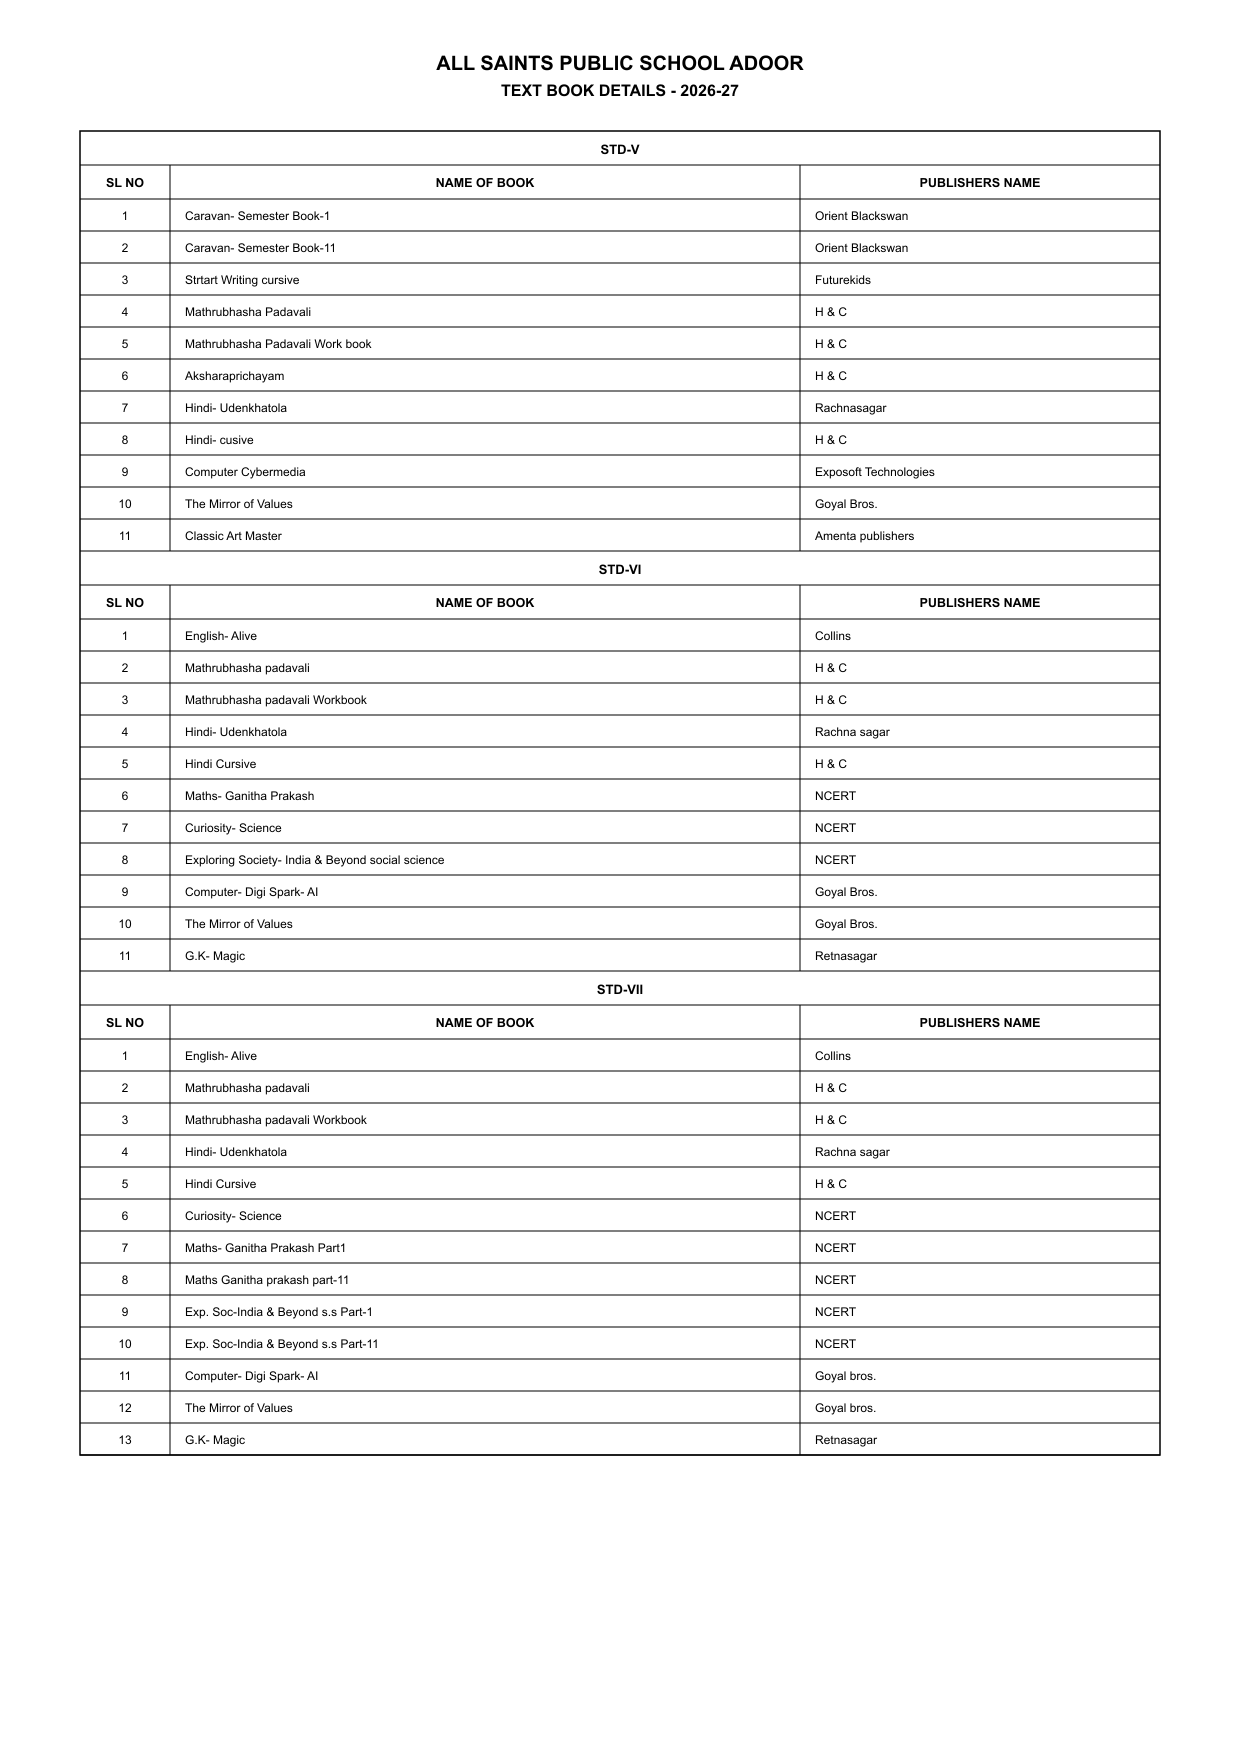 ALL SAINTS PUBLIC SCHOOL ADOOR
TEXT BOOK DETAILS - 2026-27
STD-V
SL NO NAME OF BOOK PUBLISHERS NAME
1 Caravan- Semester Book-1 Orient Blackswan
2 Caravan- Semester Book-11 Orient Blackswan
3 Strtart Writing cursive Futurekids
4 Mathrubhasha Padavali H & C
5 Mathrubhasha Padavali Work book H & C
6 Aksharaprichayam H & C
7 Hindi- Udenkhatola Rachnasagar
8 Hindi- cusive H & C
9 Computer Cybermedia Exposoft Technologies
10 The Mirror of Values Goyal Bros.
11 Classic Art Master Amenta publishers
STD-VI
SL NO NAME OF BOOK PUBLISHERS NAME
1 English- Alive Collins
2 Mathrubhasha padavali H & C
3 Mathrubhasha padavali Workbook H & C
4 Hindi- Udenkhatola Rachna sagar
5 Hindi Cursive H & C
6 Maths- Ganitha Prakash NCERT
7 Curiosity- Science NCERT
8 Exploring Society- India & Beyond social science NCERT
9 Computer- Digi Spark- AI Goyal Bros.
10 The Mirror of Values Goyal Bros.
11 G.K- Magic Retnasagar
STD-VII
SL NO NAME OF BOOK PUBLISHERS NAME
1 English- Alive Collins
2 Mathrubhasha padavali H & C
3 Mathrubhasha padavali Workbook H & C
4 Hindi- Udenkhatola Rachna sagar
5 Hindi Cursive H & C
6 Curiosity- Science NCERT
7 Maths- Ganitha Prakash Part1 NCERT
8 Maths Ganitha prakash part-11 NCERT
9 Exp. Soc-India & Beyond s.s Part-1 NCERT
10 Exp. Soc-India & Beyond s.s Part-11 NCERT
11 Computer- Digi Spark- AI Goyal bros.
12 The Mirror of Values Goyal bros.
13 G.K- Magic Retnasagar